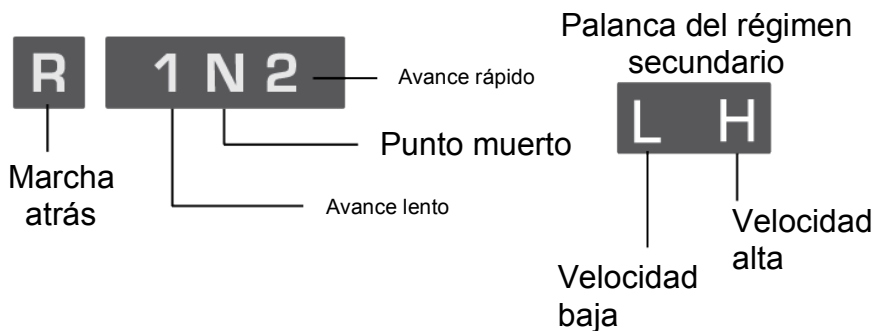 R 1 N 2
Avance rápido
Punto muerto
Avance lento
Marcha
atrás
Palanca del régimen
secundario
L H
Velocidad
alta
Velocidad
baja